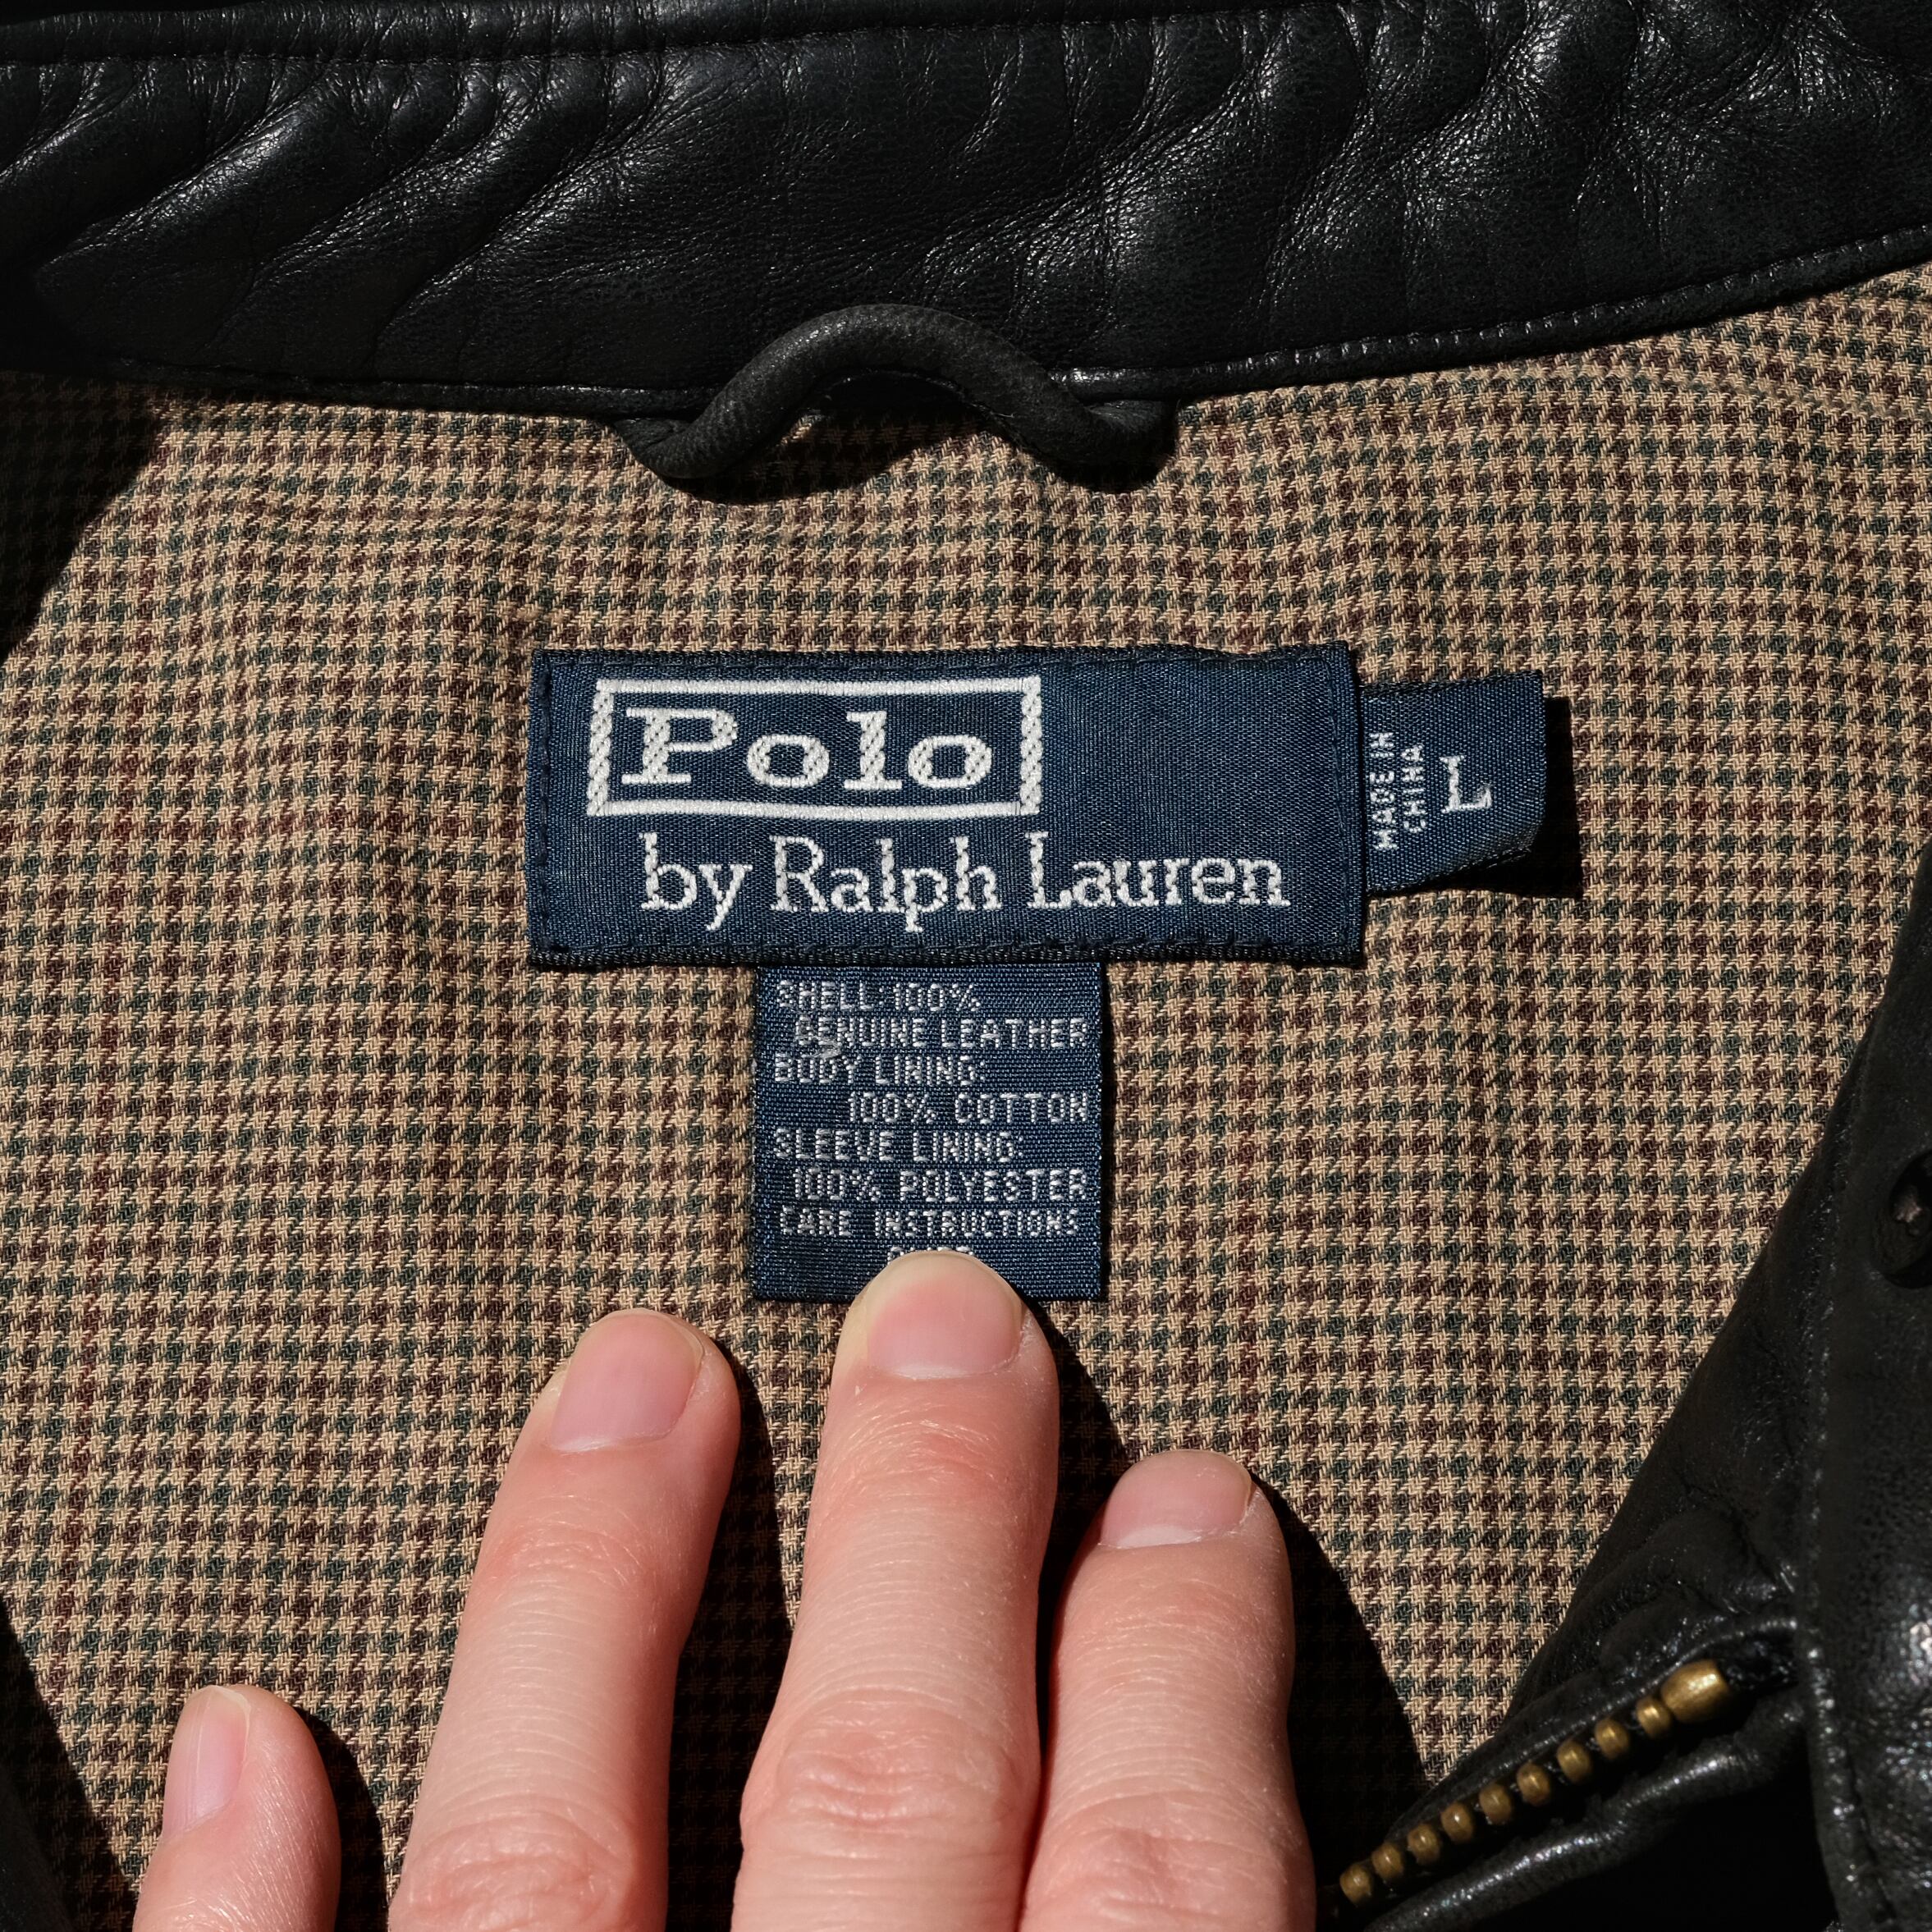 Polo
by Ralph Lauren
MADE IN
CHINA
L
SHELL: 100%
GENUINE LEATHER
BODY LINING:
100% COTTON
SLEEVE LINING:
100% POLYESTER
CARE INSTRUCTIONS